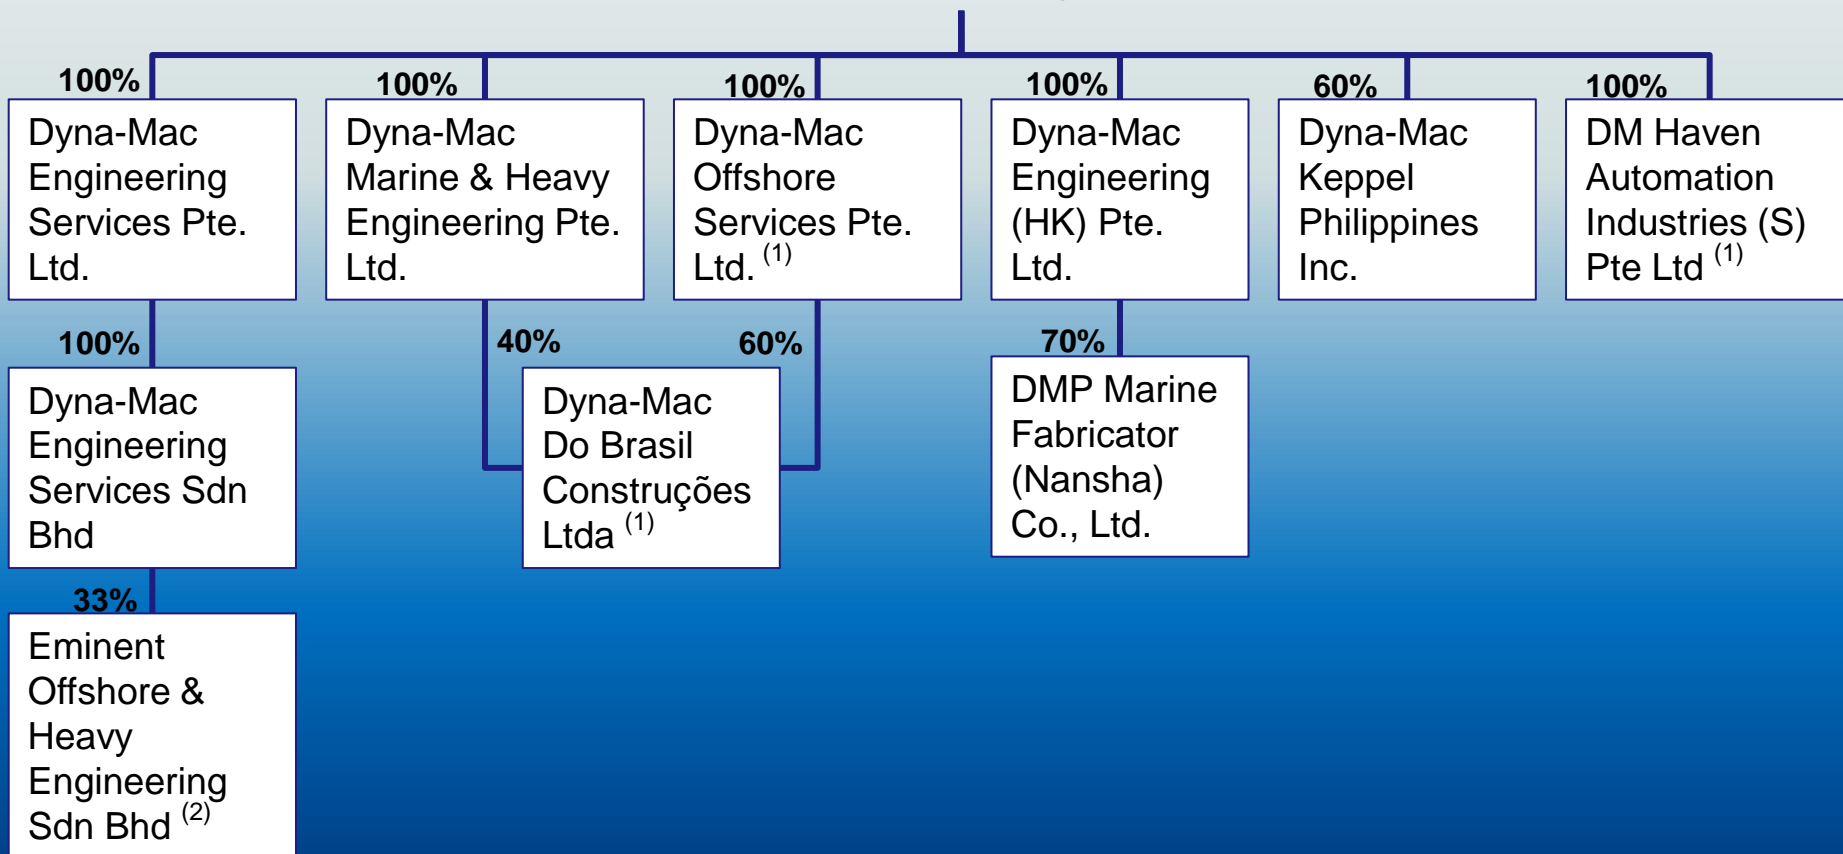 100%
Dyna-Mac
Engineering
Services Pte.
Ltd.
100%
Dyna-Mac
Marine & Heavy
Engineering Pte.
Ltd.
100%
Dyna-Mac
Offshore
Services Pte.
Ltd. (1)
100%
Dyna-Mac
Engineering
(HK) Pte.
Ltd.
60%
Dyna-Mac
Keppel
Philippines
Inc.
100%
DM Haven
Automation
Industries (S)
Pte Ltd (1)
100%
Dyna-Mac
Engineering
Services Sdn
Bhd
40%
60%
Dyna-Mac
Do Brasil
Construções
Ltda (1)
70%
DMP Marine
Fabricator
(Nansha)
Co., Ltd.
33%
Eminent
Offshore &
Heavy
Engineering
Sdn Bhd (2)